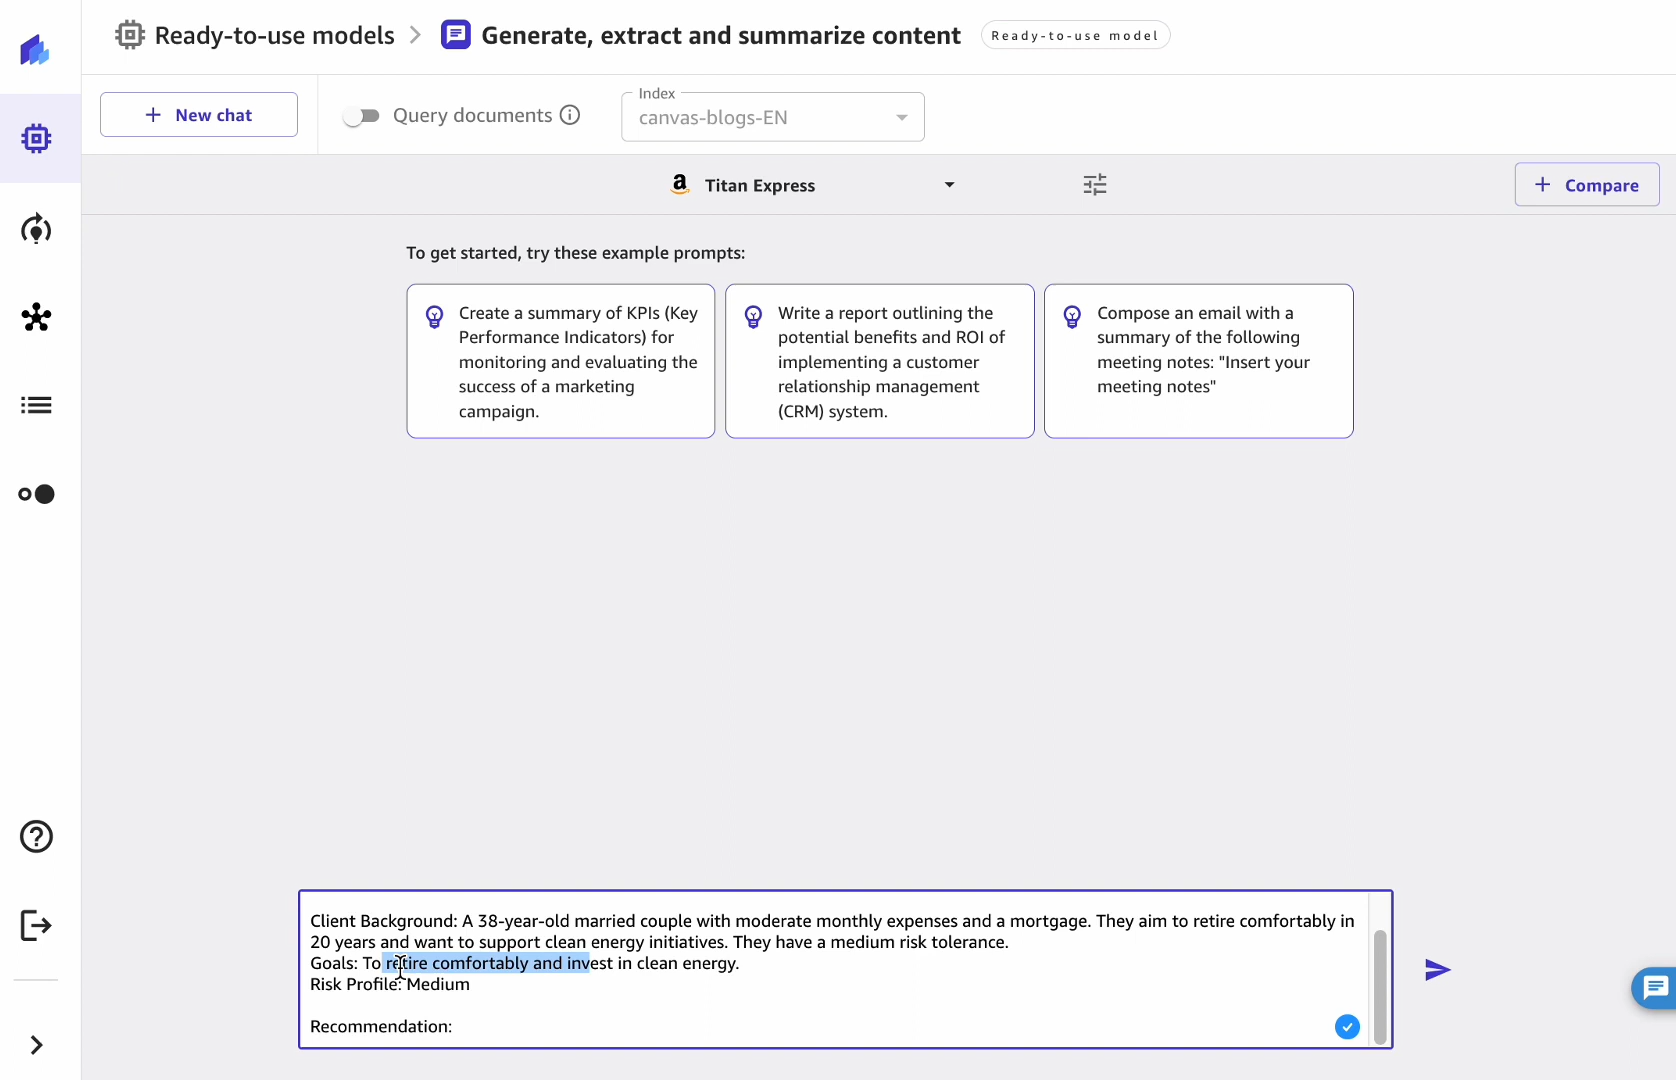 Ready-to-use models
Generate, extract and summarize content
Ready-to-use model
New chat
Query documents
Index
canvas-blogs-EN
Titan Express
Compare
To get started, try these example prompts:
Create a summary of KPIs (Key
Performance Indicators) for
monitoring and evaluating the
success of a marketing
campaign.
Write a report outlining the
potential benefits and ROI of
implementing a customer
relationship management
(CRM) system.
Compose an email with a
summary of the following
meeting notes: "Insert your
meeting notes"
Client Background: A 38-year-old married couple with moderate monthly expenses and a mortgage. They aim to retire comfortably in
20 years and want to support clean energy initiatives. They have a medium risk tolerance.
Goals: To retire comfortably and invest in clean energy.
Risk Profile: Medium
Recommendation: